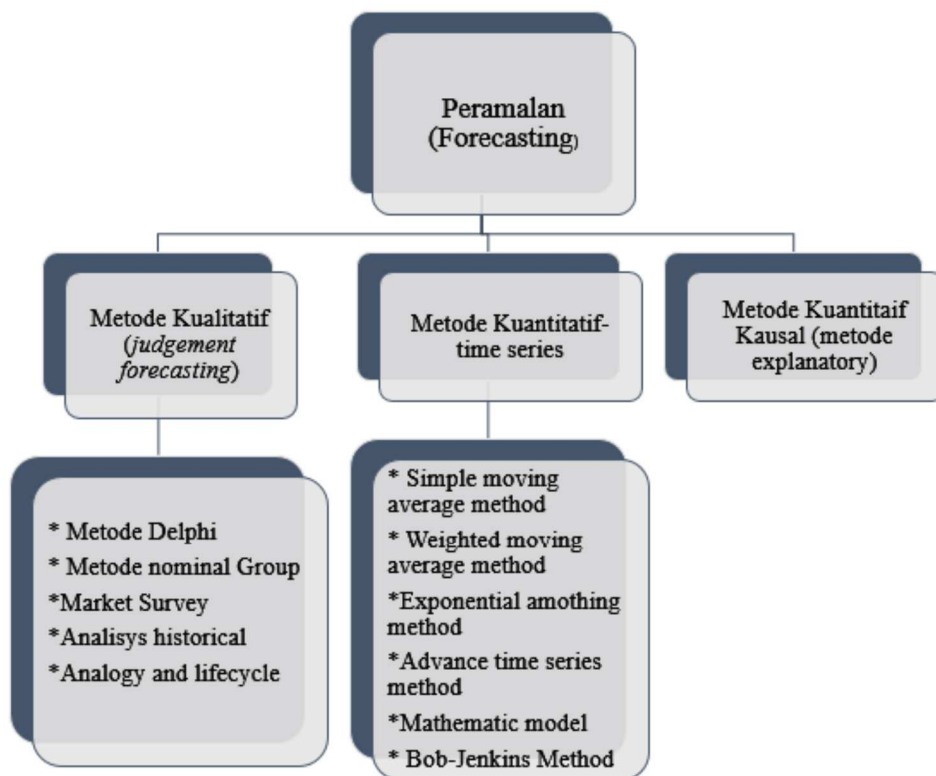 Peramalan
(Forecasting)
Metode Kualitatif
(judgement
forecasting)
Metode Kuantitatif-
time series
Metode Kuantitaif
Kausal (metode
explanatory)
* Metode Delphi
* Metode nominal Group
*Market Survey
*Analisys historical
*Analogy and lifecycle
* Simple moving
average method
* Weighted moving
average method
*Exponential amothing
method
*Advance time series
method
*Mathematic model
* Bob-Jenkins Method